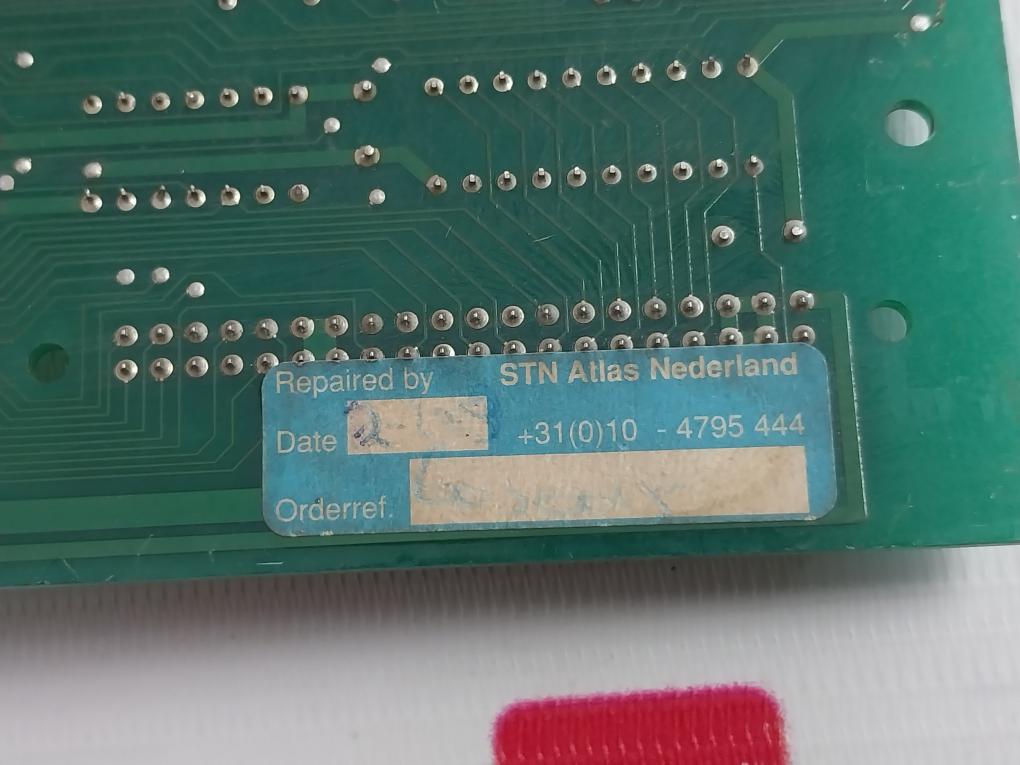 Repaired by STN Atlas Nederland
Date +31(0)10 - 4795 444
Orderref.